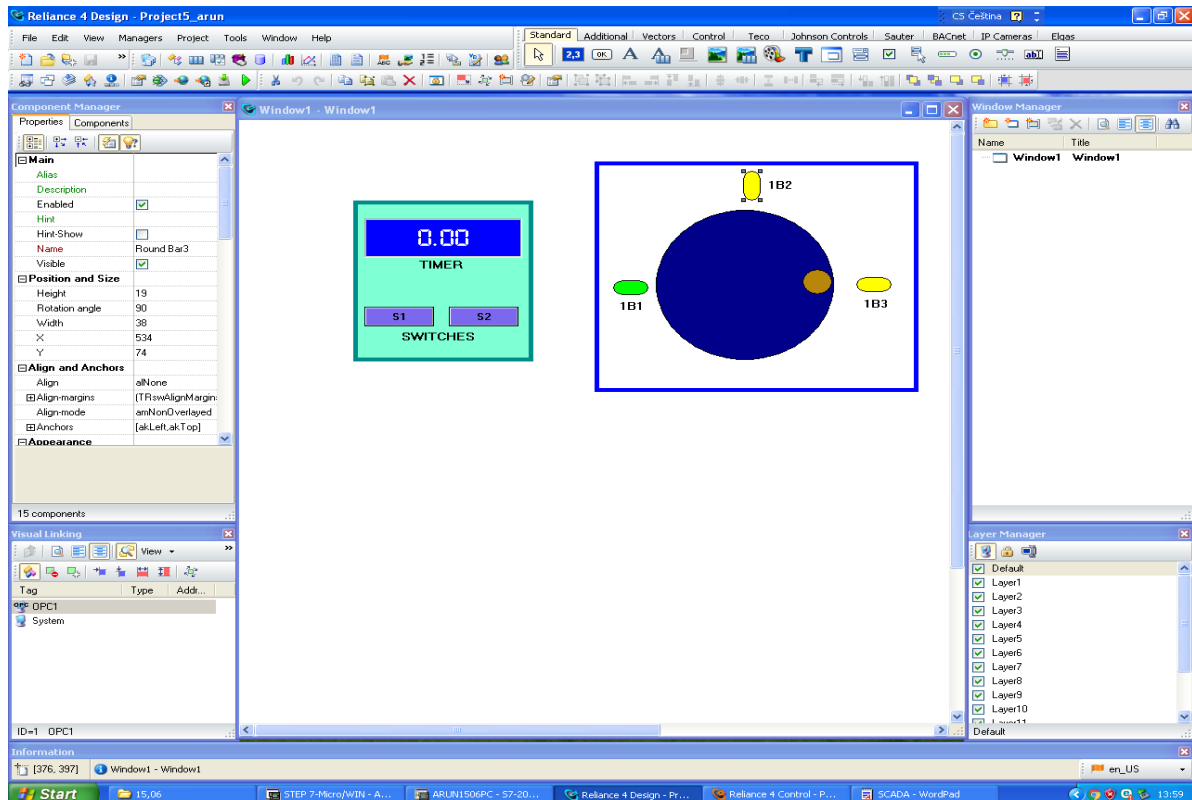 Reliance 4 Design - Project5_arun
CS Čeština
File Edit View Managers Project Tools Window Help
Standard Additional Vectors Control Teco Johnson Controls Sauter BACnet IP Cameras Elgas
Component Manager
Properties Components
Main
Alias
Description
Enabled
Hint
Hint-Show
Name Round Bar3
Visible
Position and Size
Height 19
Rotation angle 90
Width 38
X 534
Y 74
Align and Anchors
Align alNone
Align-margins (TRswAlignMargin:
Align-mode amNonOverlayed
Anchors [akLeft,akTop]
Appearance
15 components
Visual Linking
View
Tag Type Addr...
OPC1
System
ID=1 OPC1
Window1 - Window1
0.00
TIMER
S1 S2
SWITCHES
1B2
1B1
1B3
Window Manager
Name Title
Window1 Window1
Layer Manager
Default
Layer1
Layer2
Layer3
Layer4
Layer5
Layer6
Layer7
Layer8
Layer9
Layer10
Layer11
Default
Information
[376, 397] Window1 - Window1
en_US
Start 15,06 STEP 7-Micro/WIN - A... ARUN1506PC - S7-20... Reliance 4 Design - Pr... Reliance 4 Control - P... SCADA - WordPad 13:59